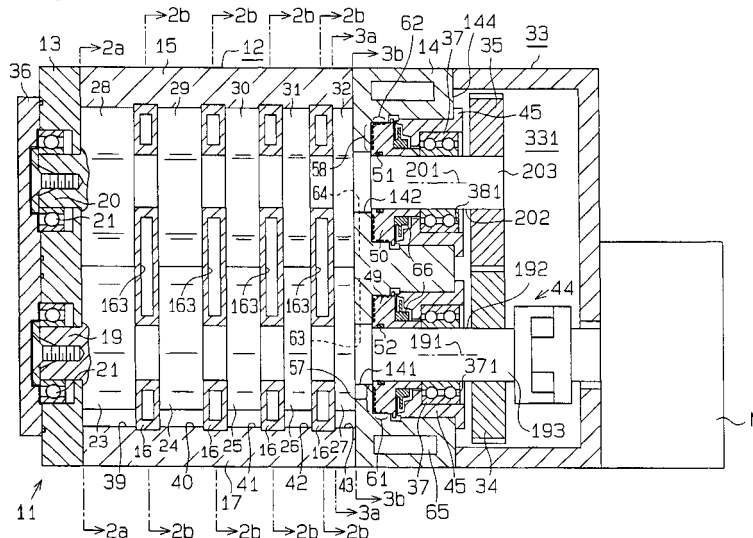 2b 2b 2b 2b
2a 3a 3b
13 15 12 62 14 144 37 35 33
36 28 29 30 31 32 45
58 331
51 203
201
64 142 381
20 202
21 50
66
163 163 163 163 49 192 44
19 63 52 191
21 141 371
57 193
23 16 24 16 25 16 26 16 27 61 37 45 34 M
39 40 41 42 43
17 65
11
3b
2a 3a
2b 2b 2b 2b